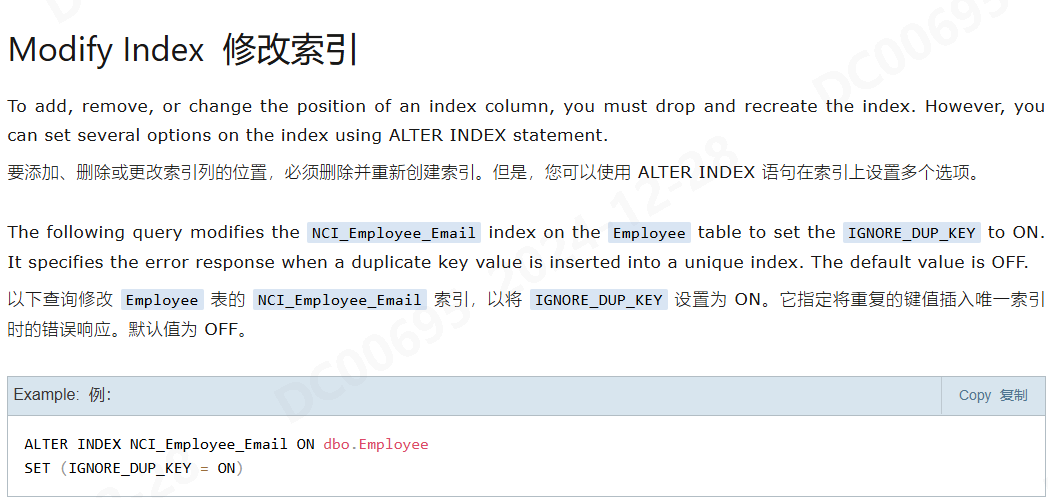 Modify Index 修改索引
To add, remove, or change the position of an index column, you must drop and recreate the index. However, you
can set several options on the index using ALTER INDEX statement.
要添加、删除或更改索引列的位置，必须删除并重新创建索引。但是，您可以使用 ALTER INDEX 语句在索引上设置多个选项。
The following query modifies the NCI_Employee_Email index on the Employee table to set the IGNORE_DUP_KEY to ON.
It specifies the error response when a duplicate key value is inserted into a unique index. The default value is OFF.
以下查询修改 Employee 表的 NCI_Employee_Email 索引，以将 IGNORE_DUP_KEY 设置为 ON。它指定将重复的键值插入唯一索引
时的错误响应。默认值为 OFF。
Example: 例：
Copy 复制
ALTER INDEX NCI_Employee_Email ON dbo.Employee
SET (IGNORE_DUP_KEY = ON)